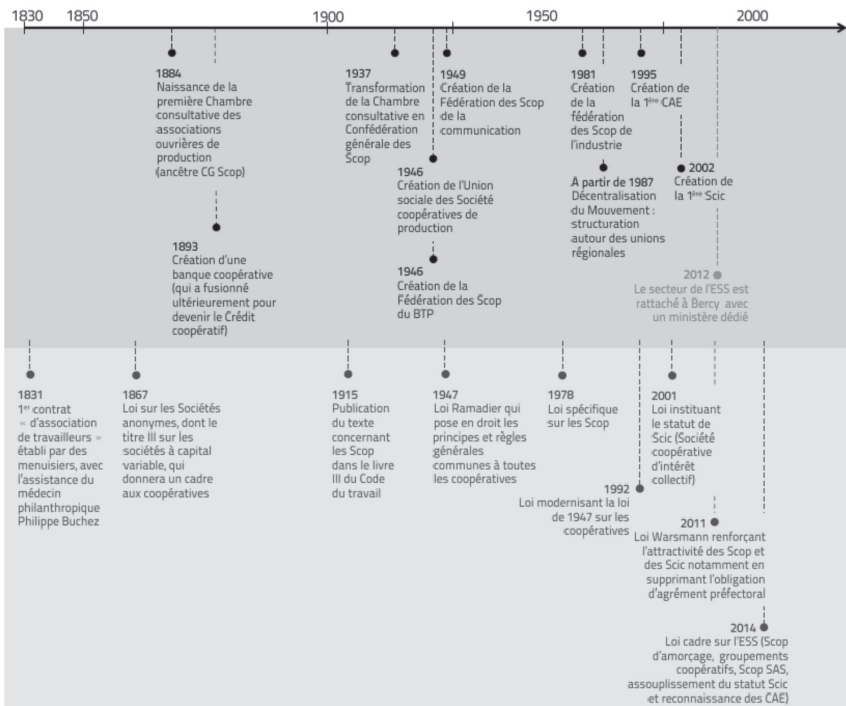 1830 1850 1900 1950 2000
1884
Naissance de la
première Chambre
consultative des
associations
ouvrières de
production
(ancêtre CG Scop)
1893
Création d'une
banque coopérative
(qui a fusionné
ultérieurement pour
devenir le Crédit
coopératif)
1937
Transformation
de la Chambre
consultative en
Confédération
générale des
Scop
1949
Création de la
Fédération des Scop
de la
communication
1946
Création de l'Union
sociale des Société
coopératives de
production
1946
Création de la
Fédération des Scop
du BTP
1981
Création
de la
fédération
des Scop de
l'industrie
1995
Création de
la 1ère CAE
À partir de 1987
Décentralisation
du Mouvement :
structuration
autour des unions
régionales
2002
Création de
la 1ère Scic
2012
Le secteur de l'ESS est
rattaché à Bercy avec
un ministère dédié
1831
1er contrat
« d'association
de travailleurs »
établi par des
menuisiers, avec
l'assistance du
médecin
philanthropique
Philippe Buchez
1867
Loi sur les Sociétés
anonymes, dont le
titre III sur les
sociétés à capital
variable, qui
donnera un cadre
aux coopératives
1915
Publication
du texte
concernant
les Scop
dans le livre
III du Code
du travail
1947
Loi Ramadier qui
pose en droit les
principes et règles
générales
communes à toutes
les coopératives
1978
Loi spécifique
sur les Scop
1992
Loi modernisant la loi
de 1947 sur les
coopératives
2001
Loi instituant
le statut de
Scic (Société
coopérative
d'intérêt
collectif)
2011
Loi Warsmann renforçant
l'attractivité des Scop et
des Scic notamment en
supprimant l'obligation
d'agrément préfectoral
2014
Loi cadre sur l'ESS (Scop
d'amorçage, groupements
coopératifs, Scop SAS,
assouplissement du statut Scic
et reconnaissance des CAE)